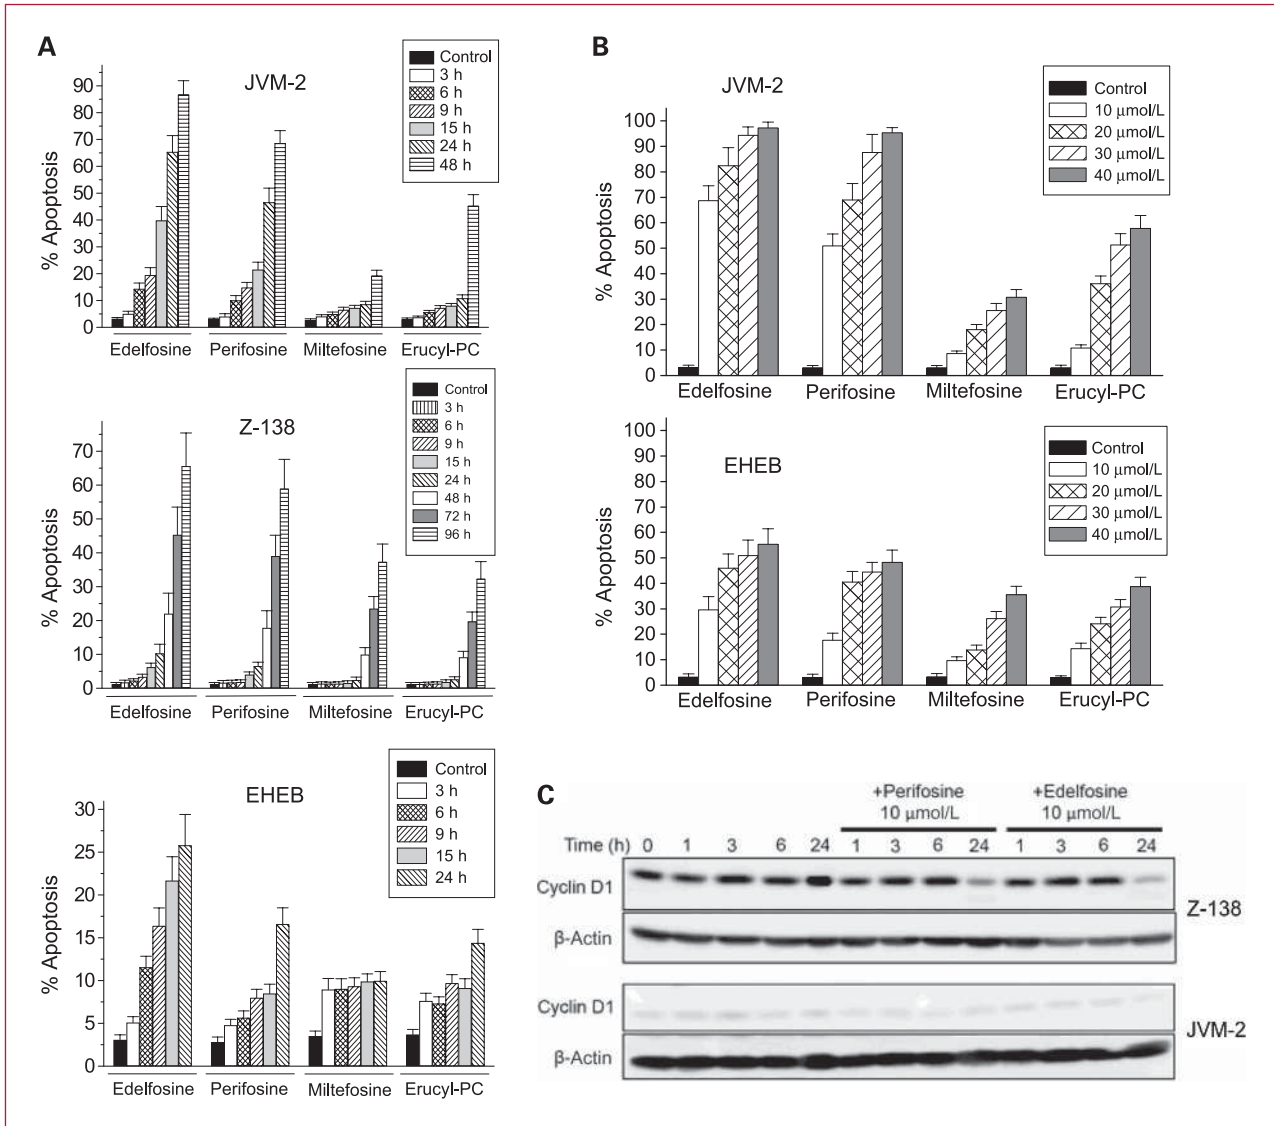 A
JVM-2
Control
3 h
6 h
9 h
15 h
24 h
48 h
% Apoptosis
90
80
70
60
50
40
30
20
10
0
Edelfosine Perifosine Miltefosine Erucyl-PC
Z-138
Control
3 h
6 h
9 h
15 h
24 h
48 h
72 h
96 h
% Apoptosis
70
60
50
40
30
20
10
0
Edelfosine Perifosine Miltefosine Erucyl-PC
EHEB
Control
3 h
6 h
9 h
15 h
24 h
% Apoptosis
30
25
20
15
10
5
0
Edelfosine Perifosine Miltefosine Erucyl-PC
B
JVM-2
Control
10 μmol/L
20 μmol/L
30 μmol/L
40 μmol/L
% Apoptosis
100
90
80
70
60
50
40
30
20
10
0
Edelfosine Perifosine Miltefosine Erucyl-PC
EHEB
Control
10 μmol/L
20 μmol/L
30 μmol/L
40 μmol/L
% Apoptosis
100
90
80
70
60
50
40
30
20
10
0
Edelfosine Perifosine Miltefosine Erucyl-PC
C
+Perifosine +Edelfosine
10 μmol/L 10 μmol/L
Time (h) 0 1 3 6 24 1 3 6 24 1 3 6 24
Cyclin D1
Z-138
β-Actin
Cyclin D1
JVM-2
β-Actin